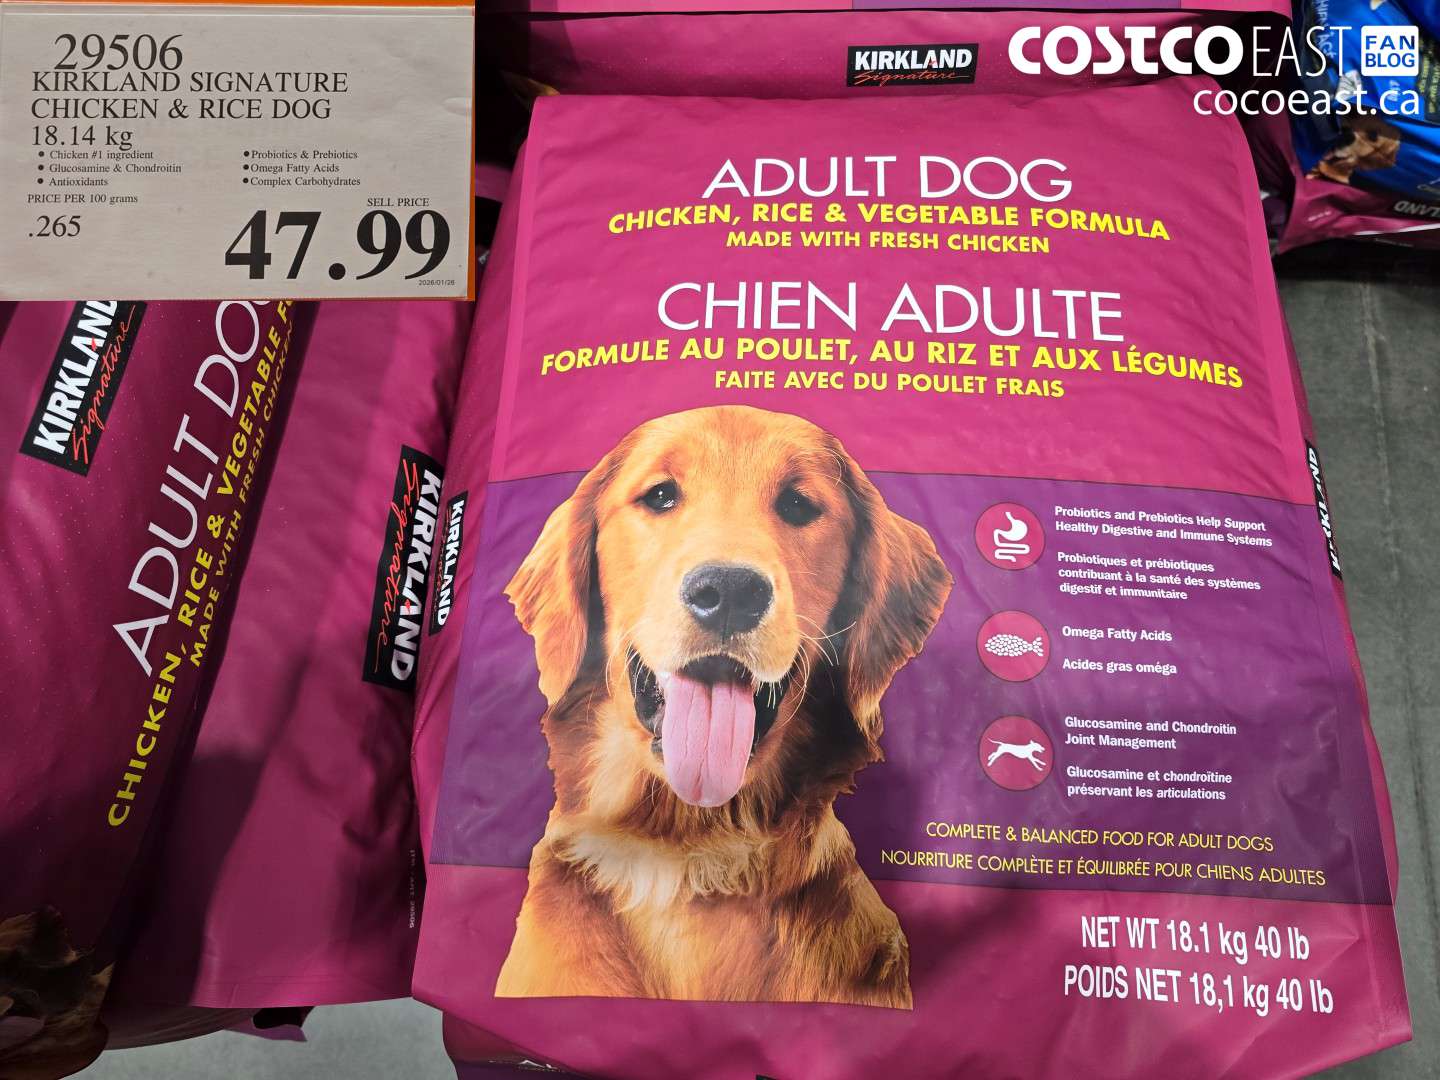 29506
KIRKLAND SIGNATURE
CHICKEN & RICE DOG
18.14 kg
• Chicken #1 ingredient
• Glucosamine & Chondroitin
• Antioxidants
• Probiotics & Prebiotics
• Omega Fatty Acids
• Complex Carbohydrates
PRICE PER 100 grams
.265
SELL PRICE
47.99
2026/01/26
COSTCO EAST FAN BLOG
cocoeast.ca
KIRKLAND
Signature
ADULT DOG
CHICKEN, RICE & VEGETABLE FORMULA
MADE WITH FRESH CHICKEN
CHIEN ADULTE
FORMULE AU POULET, AU RIZ ET AUX LÉGUMES
FAITE AVEC DU POULET FRAIS
Probiotics and Prebiotics Help Support
Healthy Digestive and Immune Systems
Probiotiques et prébiotiques
contribuant à la santé des systèmes
digestif et immunitaire
Omega Fatty Acids
Acides gras oméga
Glucosamine and Chondroitin
Joint Management
Glucosamine et chondroïtine
préservant les articulations
COMPLETE & BALANCED FOOD FOR ADULT DOGS
NOURRITURE COMPLÈTE ET ÉQUILIBRÉE POUR CHIENS ADULTES
NET WT 18.1 kg 40 lb
POIDS NET 18,1 kg 40 lb
KIRKLAND
Signature
ADULT DOG
CHICKEN, RICE & VEGETABLE
MADE WITH FRESH CHICKEN
KIRKLAND
Signature
KIRKLAND
KIRKLAND